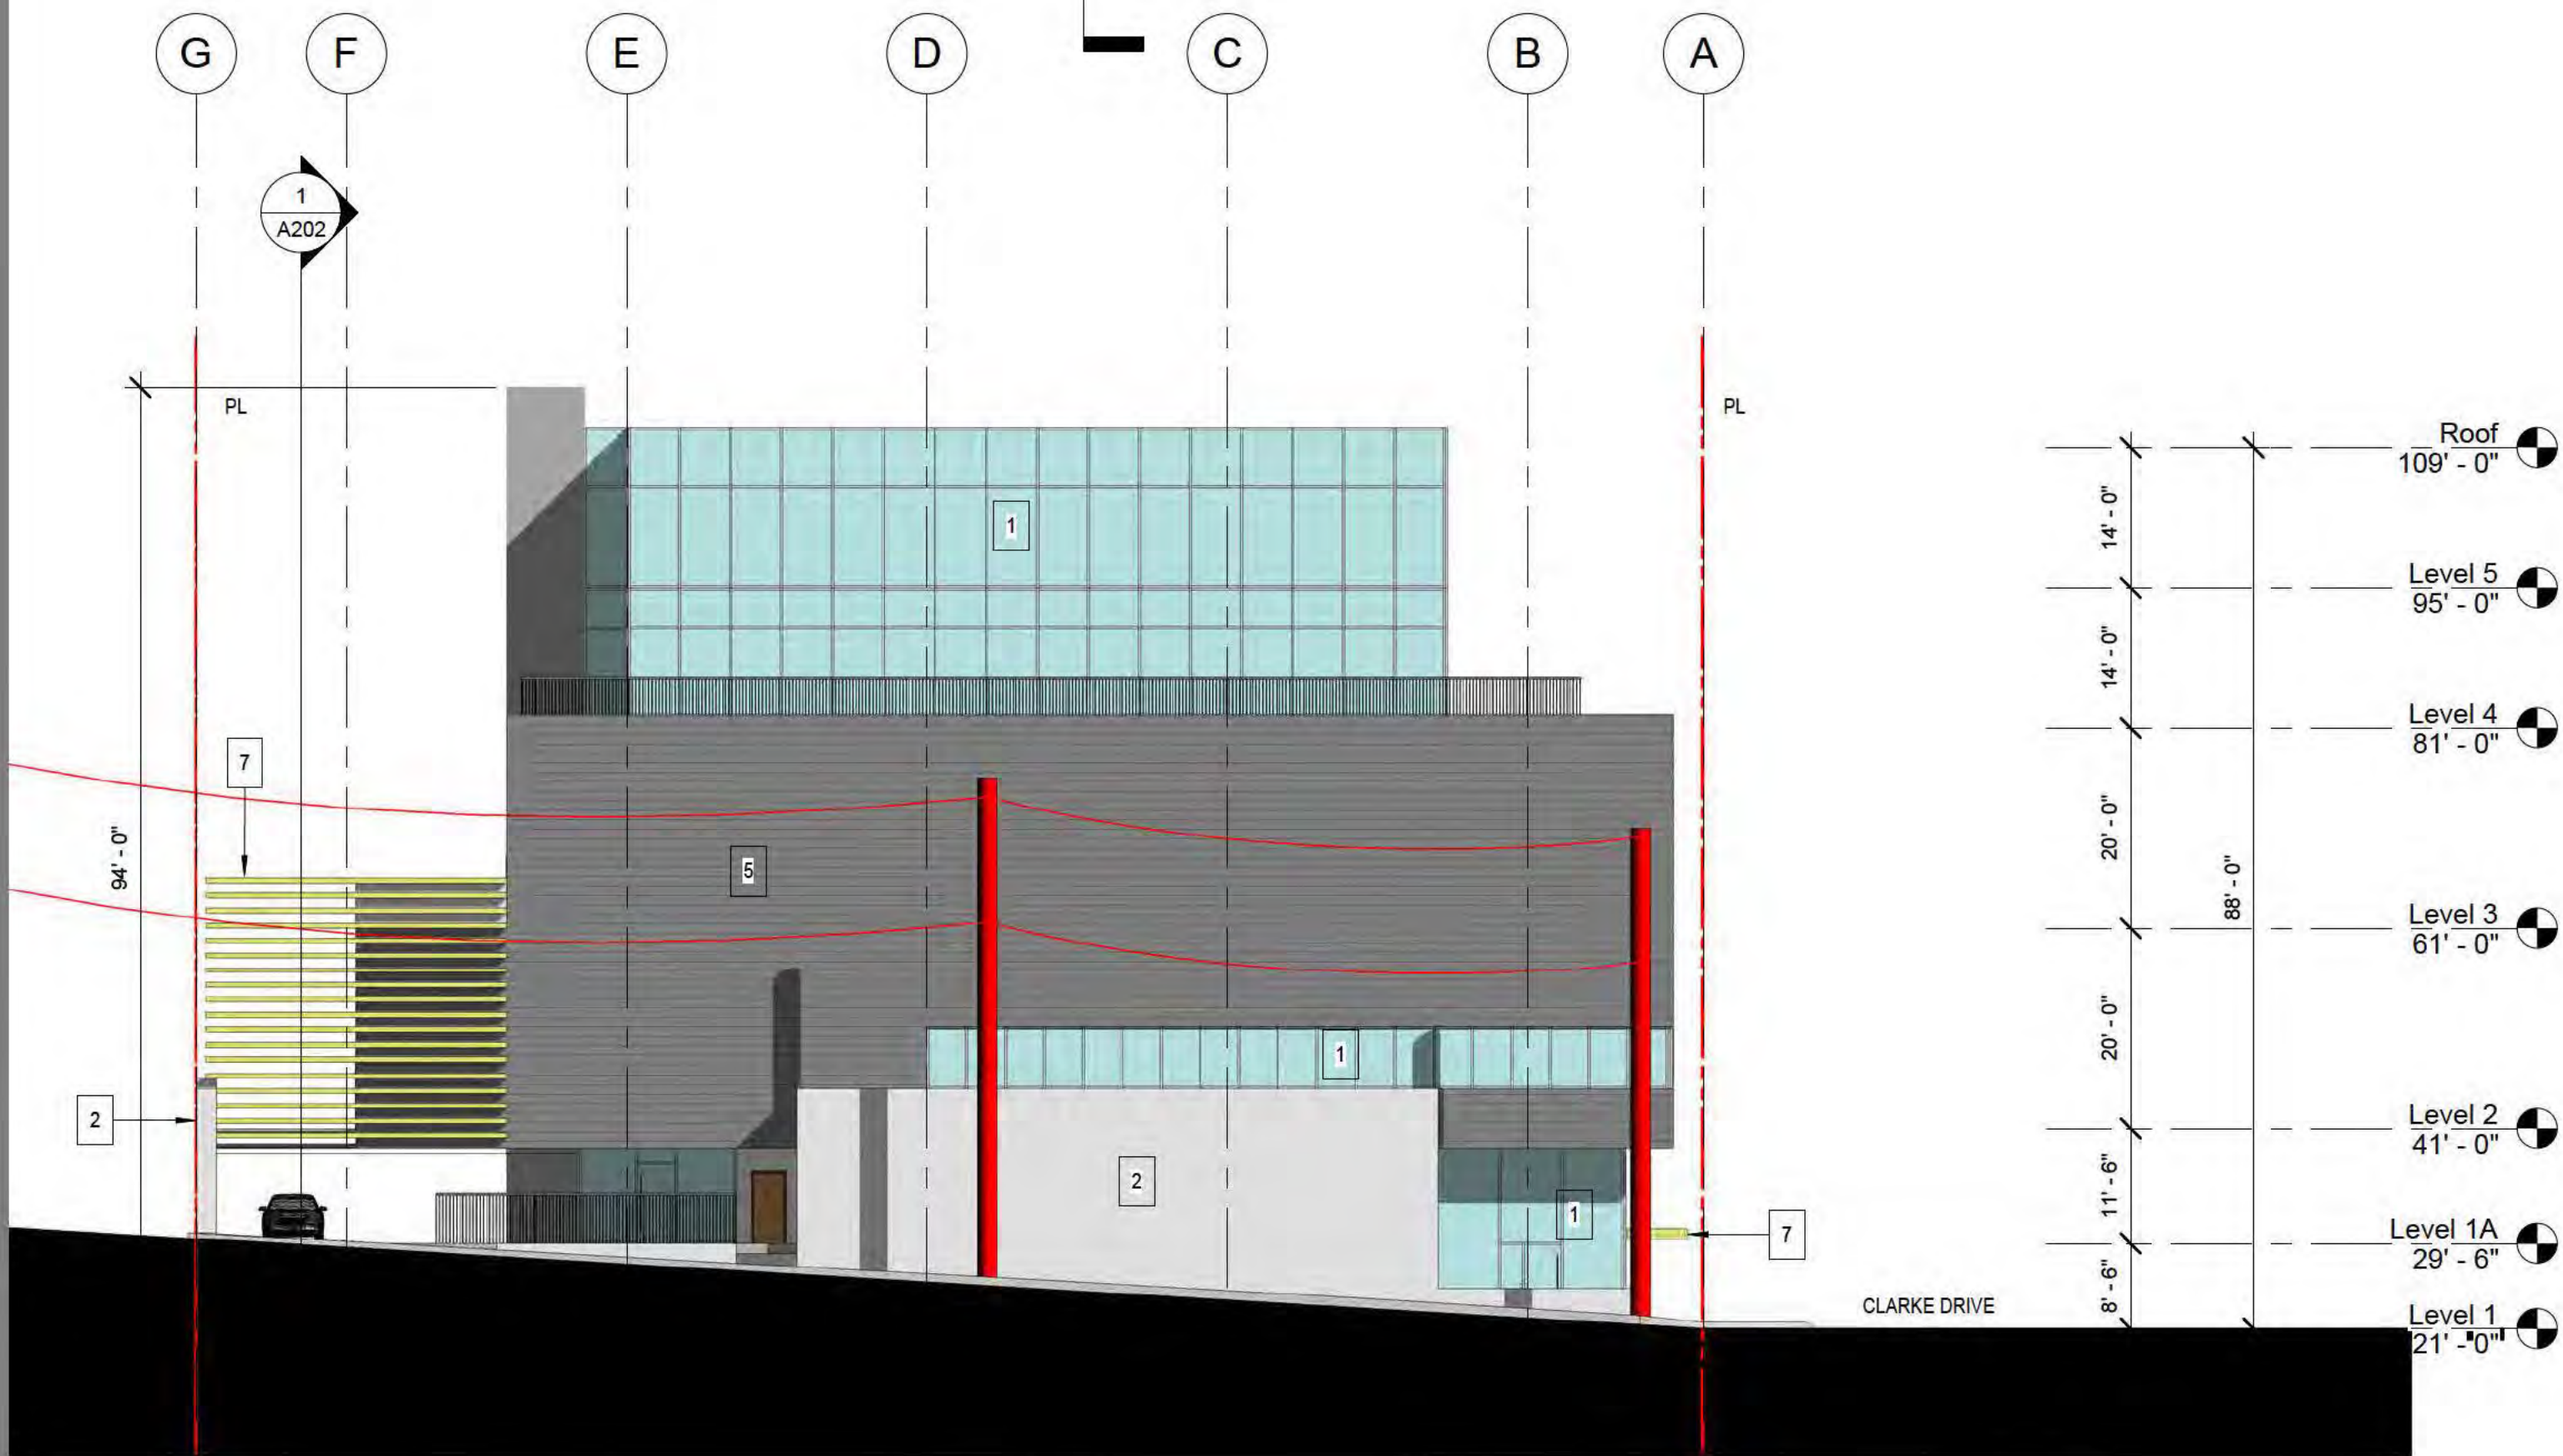 G F E D C B A
1
A202
PL
PL
Roof
109' - 0"
14' - 0"
1
Level 5
95' - 0"
14' - 0"
Level 4
81' - 0"
7
20' - 0"
94' - 0"
5
88' - 0"
Level 3
61' - 0"
20' - 0"
1
2
Level 2
41' - 0"
2
11' - 6"
1
7
Level 1A
29' - 6"
8' - 6"
CLARKE DRIVE
Level 1
21' - 0"